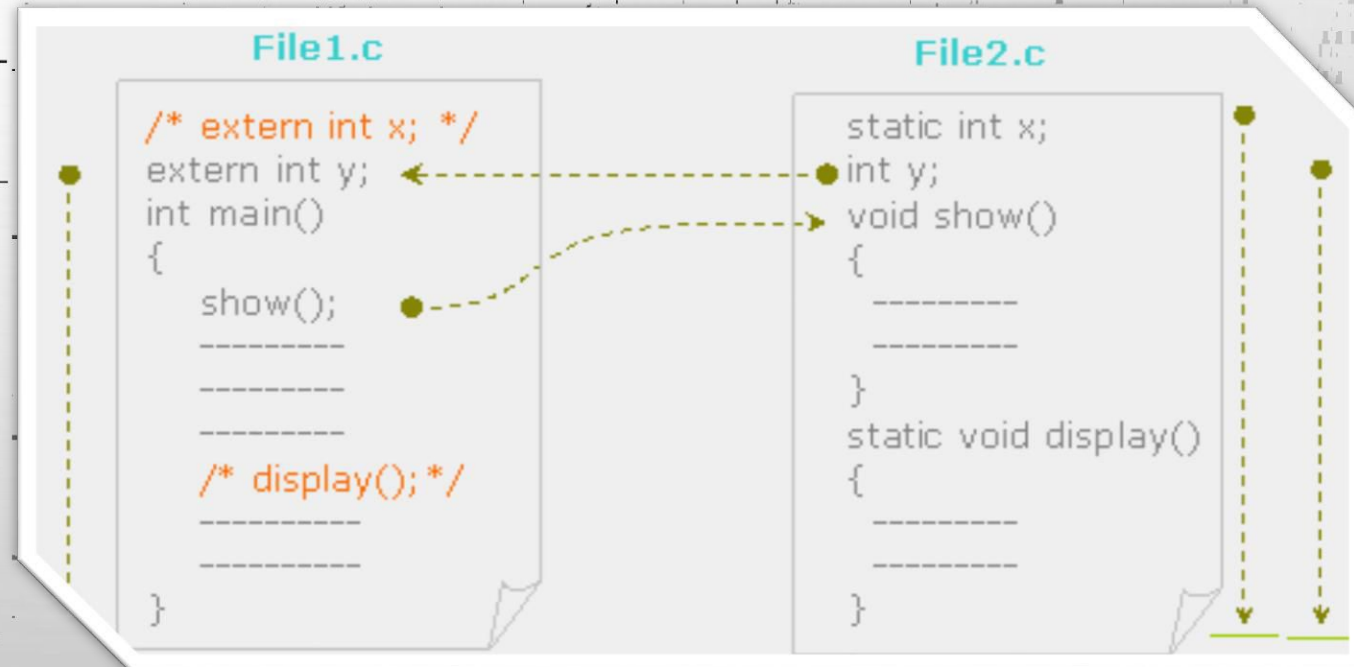 File1.c
/* extern int x; */
extern int y;
int main()
{
show();
---------
---------
---------
/* display(); */
----------
----------
}
File2.c
static int x;
int y;
void show()
{
---------
---------
}
static void display()
{
---------
---------
}